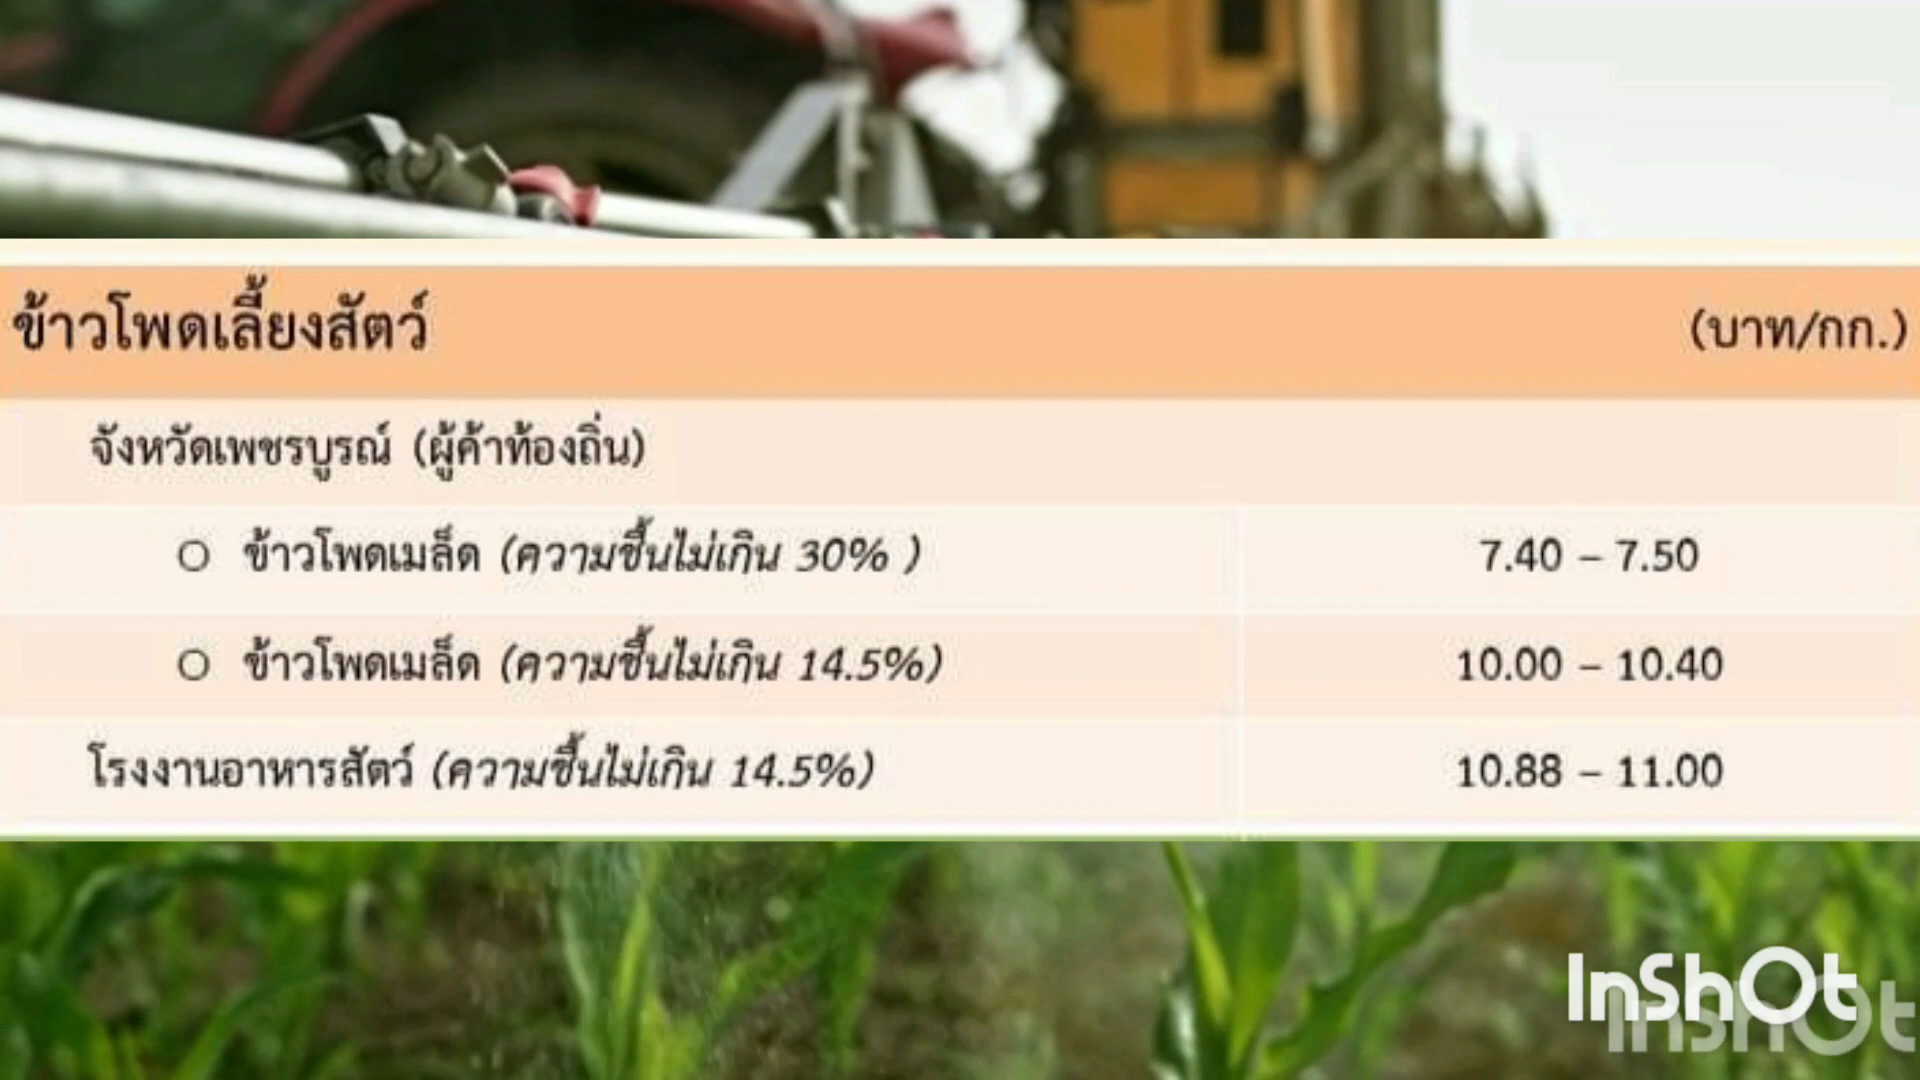 ข้าวโพดเลี้ยงสัตว์ (บาท/กก.)
จังหวัดเพชรบูรณ์ (ผู้ค้าท้องถิ่น)
○ ข้าวโพดเมล็ด (ความชื้นไม่เกิน 30% ) 7.40 – 7.50
○ ข้าวโพดเมล็ด (ความชื้นไม่เกิน 14.5%) 10.00 – 10.40
โรงงานอาหารสัตว์ (ความชื้นไม่เกิน 14.5%) 10.88 – 11.00
InShOt
InShOt